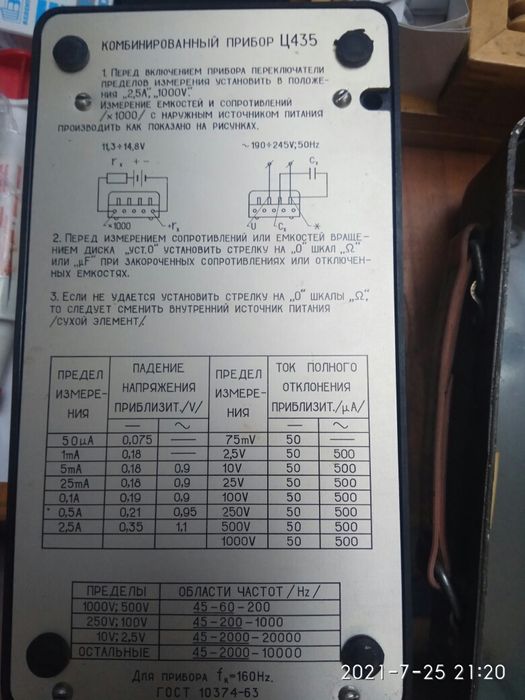 КОМБИНИРОВАННЫЙ ПРИБОР Ц435
1. ПЕРЕД ВКЛЮЧЕНИЕМ ПРИБОРА ПЕРЕКЛЮЧАТЕЛИ
ПРЕДЕЛОВ ИЗМЕРЕНИЯ УСТАНОВИТЬ В ПОЛОЖЕ-
НИЯ „2,5А", „1000V".
ИЗМЕРЕНИЕ ЕМКОСТЕЙ И СОПРОТИВЛЕНИЙ
/×1000/ С НАРУЖНЫМ ИСТОЧНИКОМ ПИТАНИЯ
ПРОИЗВОДИТЬ КАК ПОКАЗАНО НА РИСУНКАХ.
11,3÷14,8V ~190÷245V; 50Hz
rx + - Cx
×1000 +rx U Cx *
2. ПЕРЕД ИЗМЕРЕНИЕМ СОПРОТИВЛЕНИЙ ИЛИ ЕМКОСТЕЙ ВРАЩЕ-
НИЕМ ДИСКА „УСТ.О" УСТАНОВИТЬ СТРЕЛКУ НА „О" ШКАЛ „Ω"
ИЛИ „μF" ПРИ ЗАКОРОЧЕННЫХ СОПРОТИВЛЕНИЯХ ИЛИ ОТКЛЮЧЕН-
НЫХ ЕМКОСТЯХ.
3. ЕСЛИ НЕ УДАЕТСЯ УСТАНОВИТЬ СТРЕЛКУ НА „О" ШКАЛЫ „Ω",
ТО СЛЕДУЕТ СМЕНИТЬ ВНУТРЕННИЙ ИСТОЧНИК ПИТАНИЯ
/СУХОЙ ЭЛЕМЕНТ/.
ПРЕДЕЛ ИЗМЕРЕ- НИЯ ПАДЕНИЕ НАПРЯЖЕНИЯ ПРИБЛИЗИТ./V/ ПРЕДЕЛ ИЗМЕРЕ- НИЯ ТОК ПОЛНОГО ОТКЛОНЕНИЯ ПРИБЛИЗИТ./μA/
— ~ — ~
50μA 0,075 — 75mV 50 —
1mA 0,18 — 2,5V 50 500
5mA 0,18 0,9 10V 50 500
25mA 0,18 0,9 25V 50 500
0,1A 0,19 0,9 100V 50 500
0,5A 0,21 0,95 250V 50 500
2,5A 0,35 1,1 500V 50 500
1000V 50 500
ПРЕДЕЛЫ ОБЛАСТИ ЧАСТОТ /Hz/
1000V; 500V 45-60-200
250V; 100V 45-200-1000
10V; 2,5V 45-2000-20000
ОСТАЛЬНЫЕ 45-2000-10000
Для прибора fк=160Hz.
ГОСТ 10374-63
2021-7-25 21:20